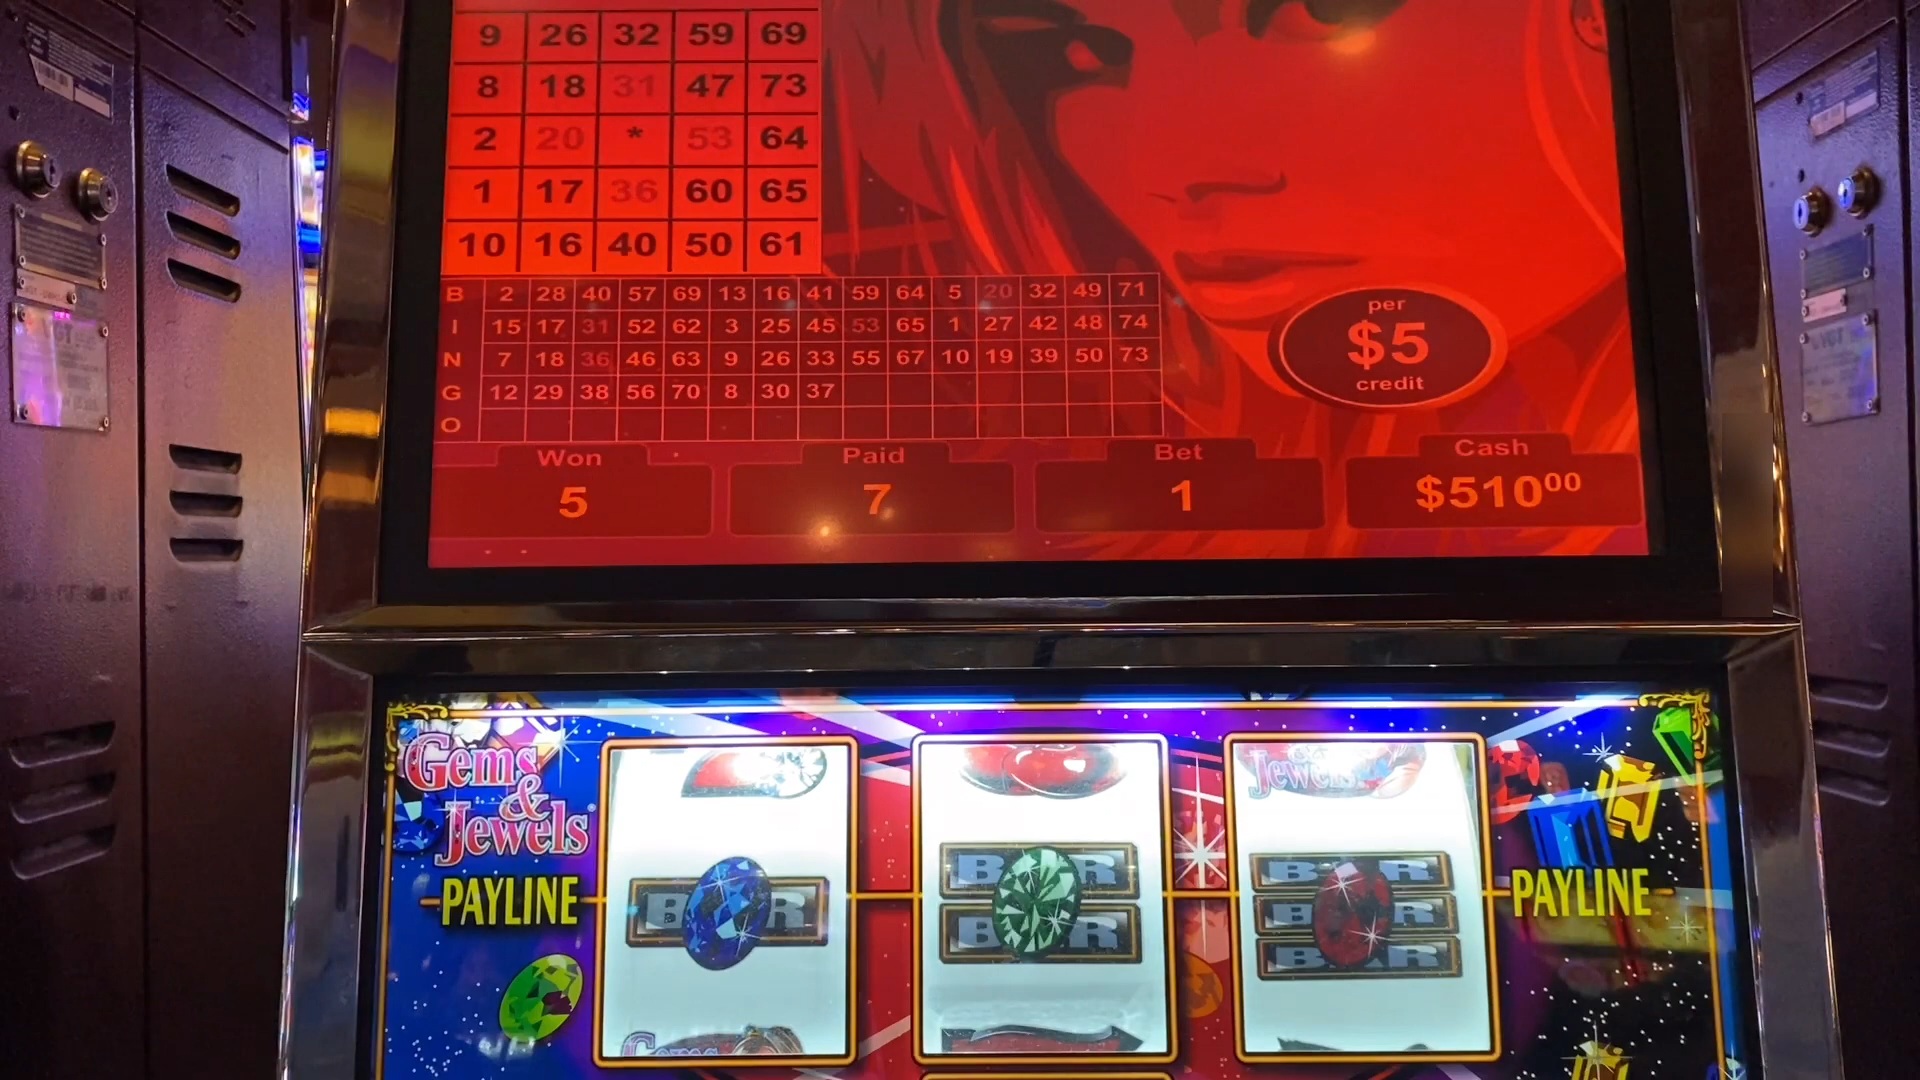 9 26 32 59 69
8 18 31 47 73
2 20 * 53 64
1 17 36 60 65
10 16 40 50 61
B 2 28 40 57 69 13 16 41 59 64 5 20 32 49 71
I 15 17 31 52 62 3 25 45 53 65 1 27 42 48 74
N 7 18 36 46 63 9 26 33 55 67 10 19 39 50 73
G 12 29 38 56 70 8 30 37
O
per
$5
credit
Won Paid Bet Cash
5 7 1 $510⁰⁰
Gems
&
Jewels
Jewels
PAYLINE
BAR
BAR
BAR
BAR
BAR
BAR
PAYLINE
Gems